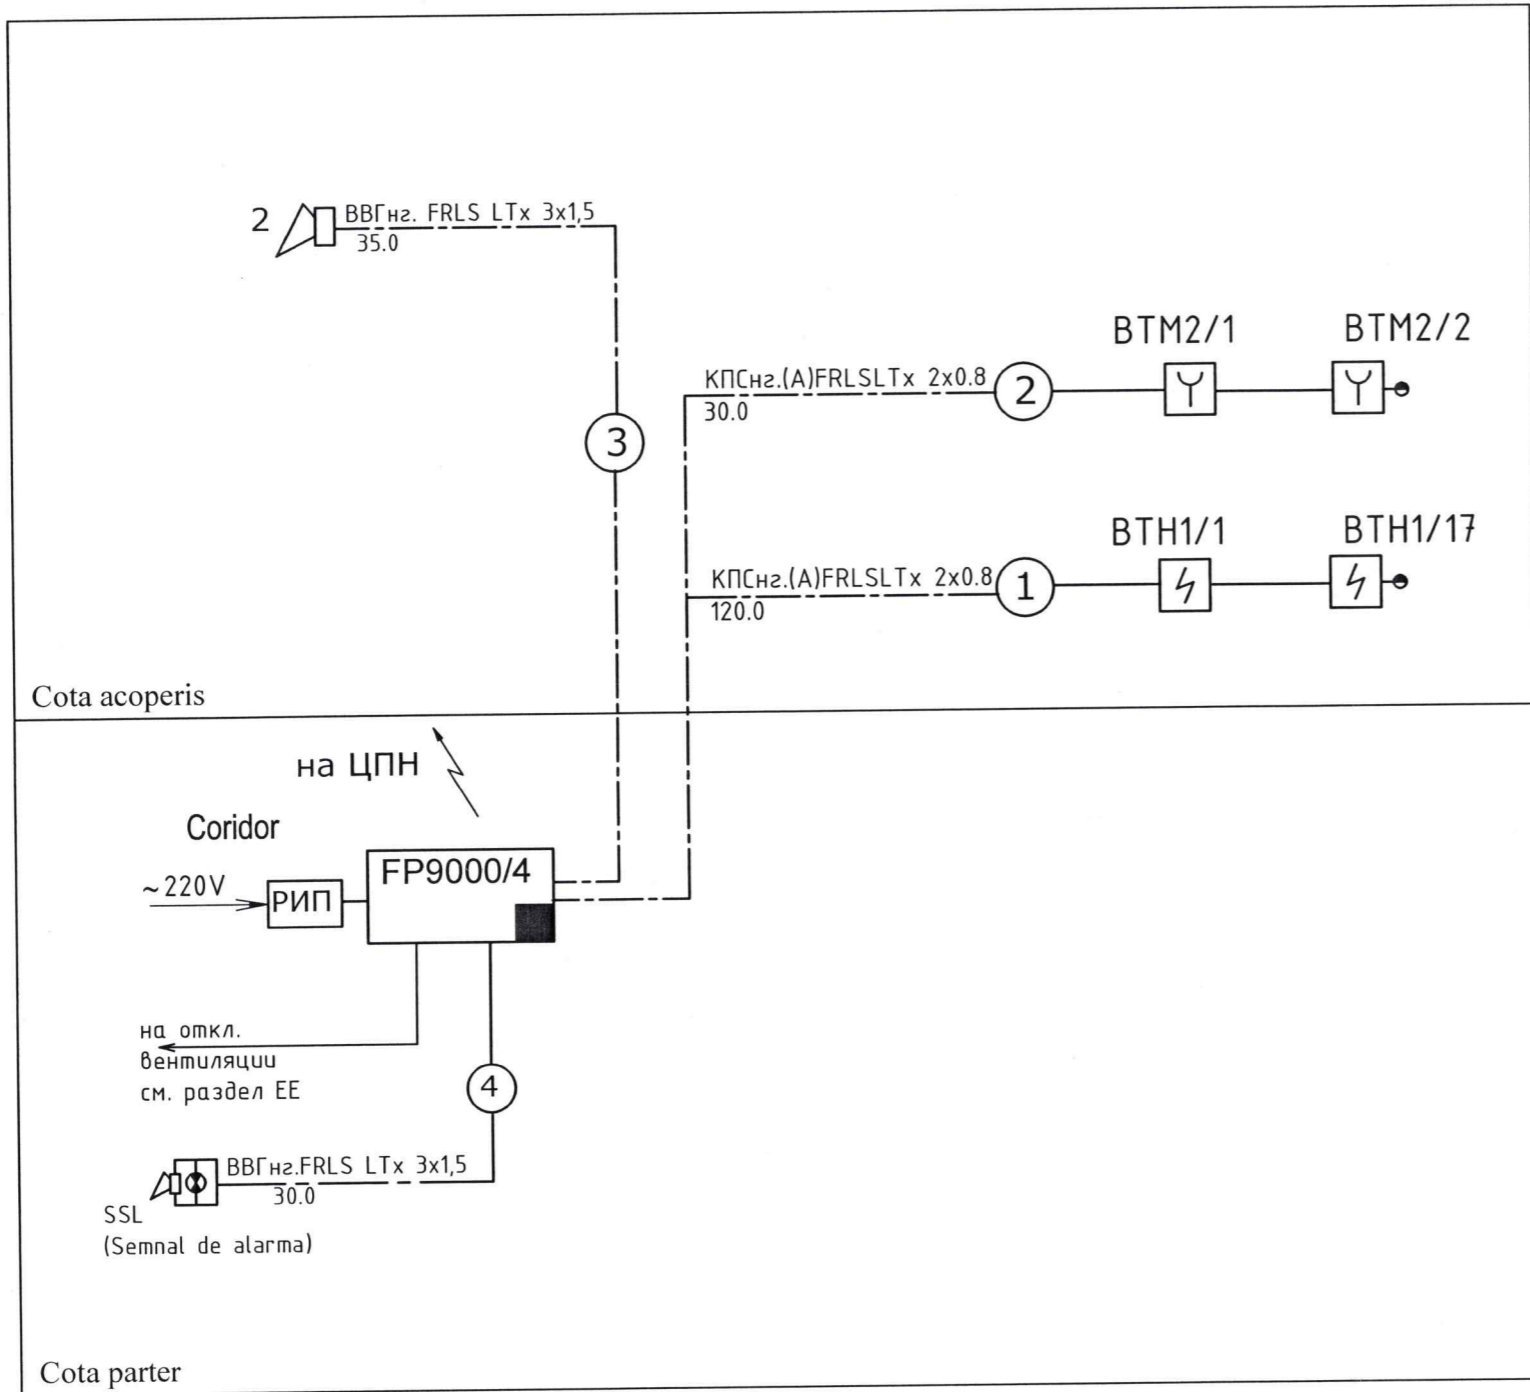 2
ВВГнг. FRLS LTx 3x1,5
35.0
BTM2/1
BTM2/2
КПСнг.(А)FRLSLTx 2x0.8
30.0
2
3
BTH1/1
BTH1/17
КПСнг.(А)FRLSLTx 2x0.8
120.0
1
Cota acoperis
на ЦПН
Coridor
~220V
РИП
FP9000/4
на откл.
вентиляции
см. раздел ЕЕ
4
ВВГнг.FRLS LTx 3x1,5
30.0
SSL
(Semnal de alarma)
Cota parter